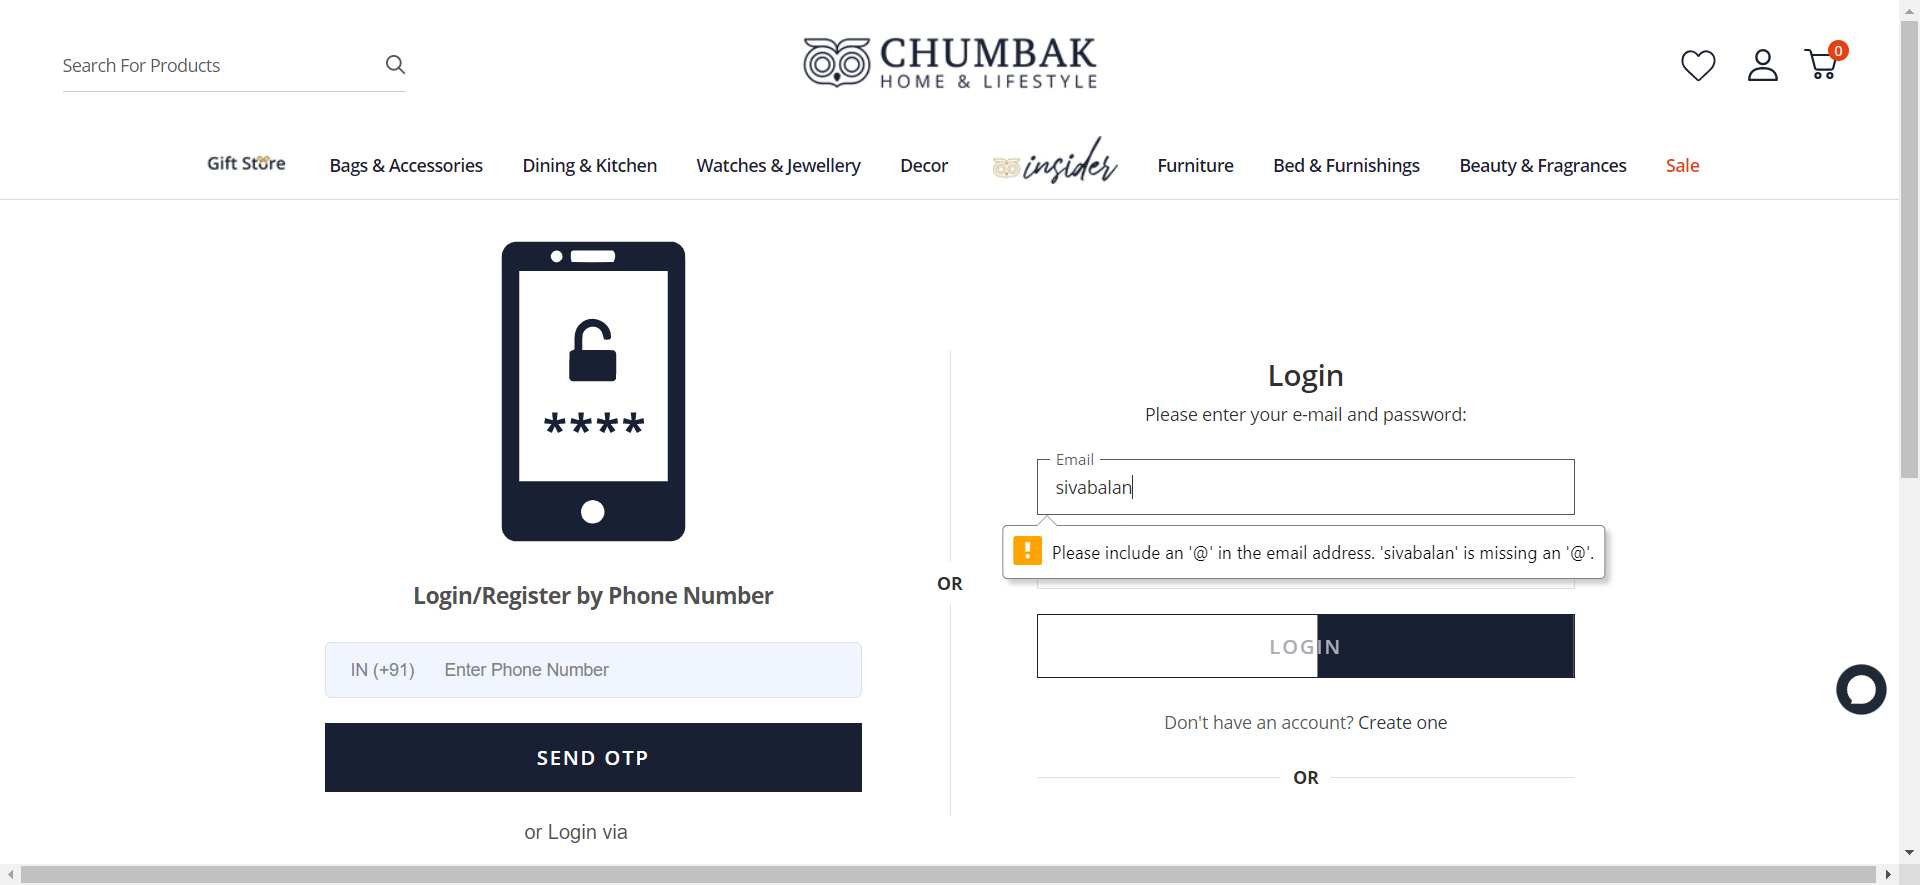 Search For Products
CHUMBAK
HOME & LIFESTYLE
0
Gift Store
Bags & Accessories
Dining & Kitchen
Watches & Jewellery
Decor
insider
Furniture
Bed & Furnishings
Beauty & Fragrances
Sale
****
Login/Register by Phone Number
IN (+91)
Enter Phone Number
SEND OTP
or Login via
OR
Login
Please enter your e-mail and password:
Email
sivabalan
Please include an '@' in the email address. 'sivabalan' is missing an '@'.
LOGIN
Don't have an account? Create one
OR